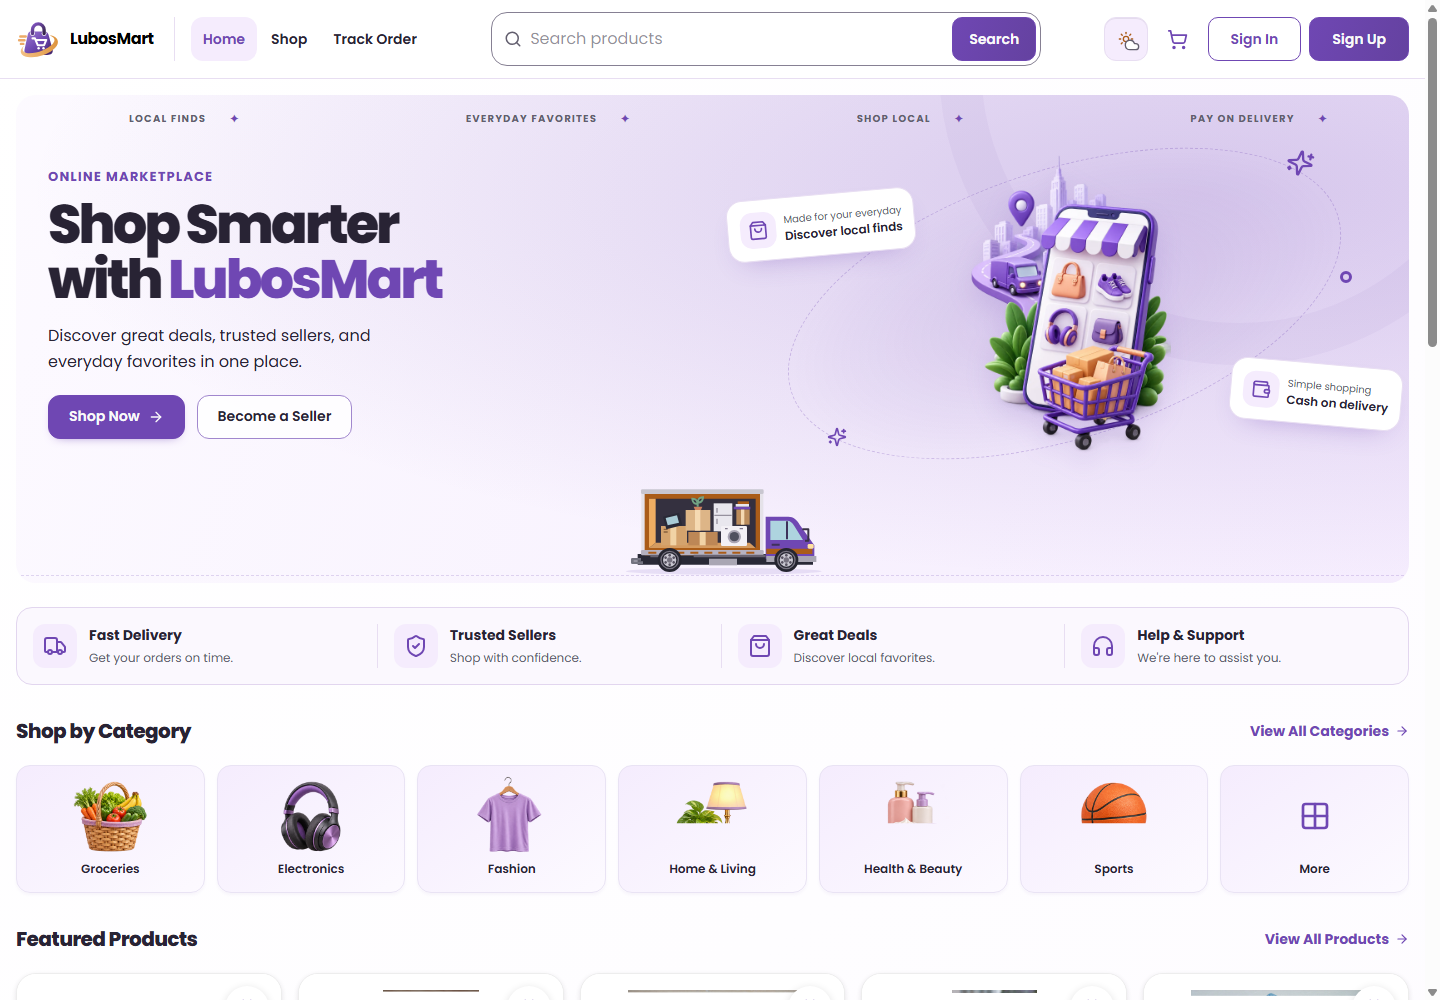 LubosMart
Home
Shop
Track Order
Search products
Search
Sign In
Sign Up
LOCAL FINDS ✦ EVERYDAY FAVORITES ✦ SHOP LOCAL ✦ PAY ON DELIVERY ✦
ONLINE MARKETPLACE
Shop Smarter
with LubosMart
Discover great deals, trusted sellers, and
everyday favorites in one place.
Shop Now →
Become a Seller
Made for your everyday
Discover local finds
Simple shopping
Cash on delivery
Fast Delivery
Get your orders on time.
Trusted Sellers
Shop with confidence.
Great Deals
Discover local favorites.
Help & Support
We're here to assist you.
Shop by Category
View All Categories →
Groceries
Electronics
Fashion
Home & Living
Health & Beauty
Sports
More
Featured Products
View All Products →